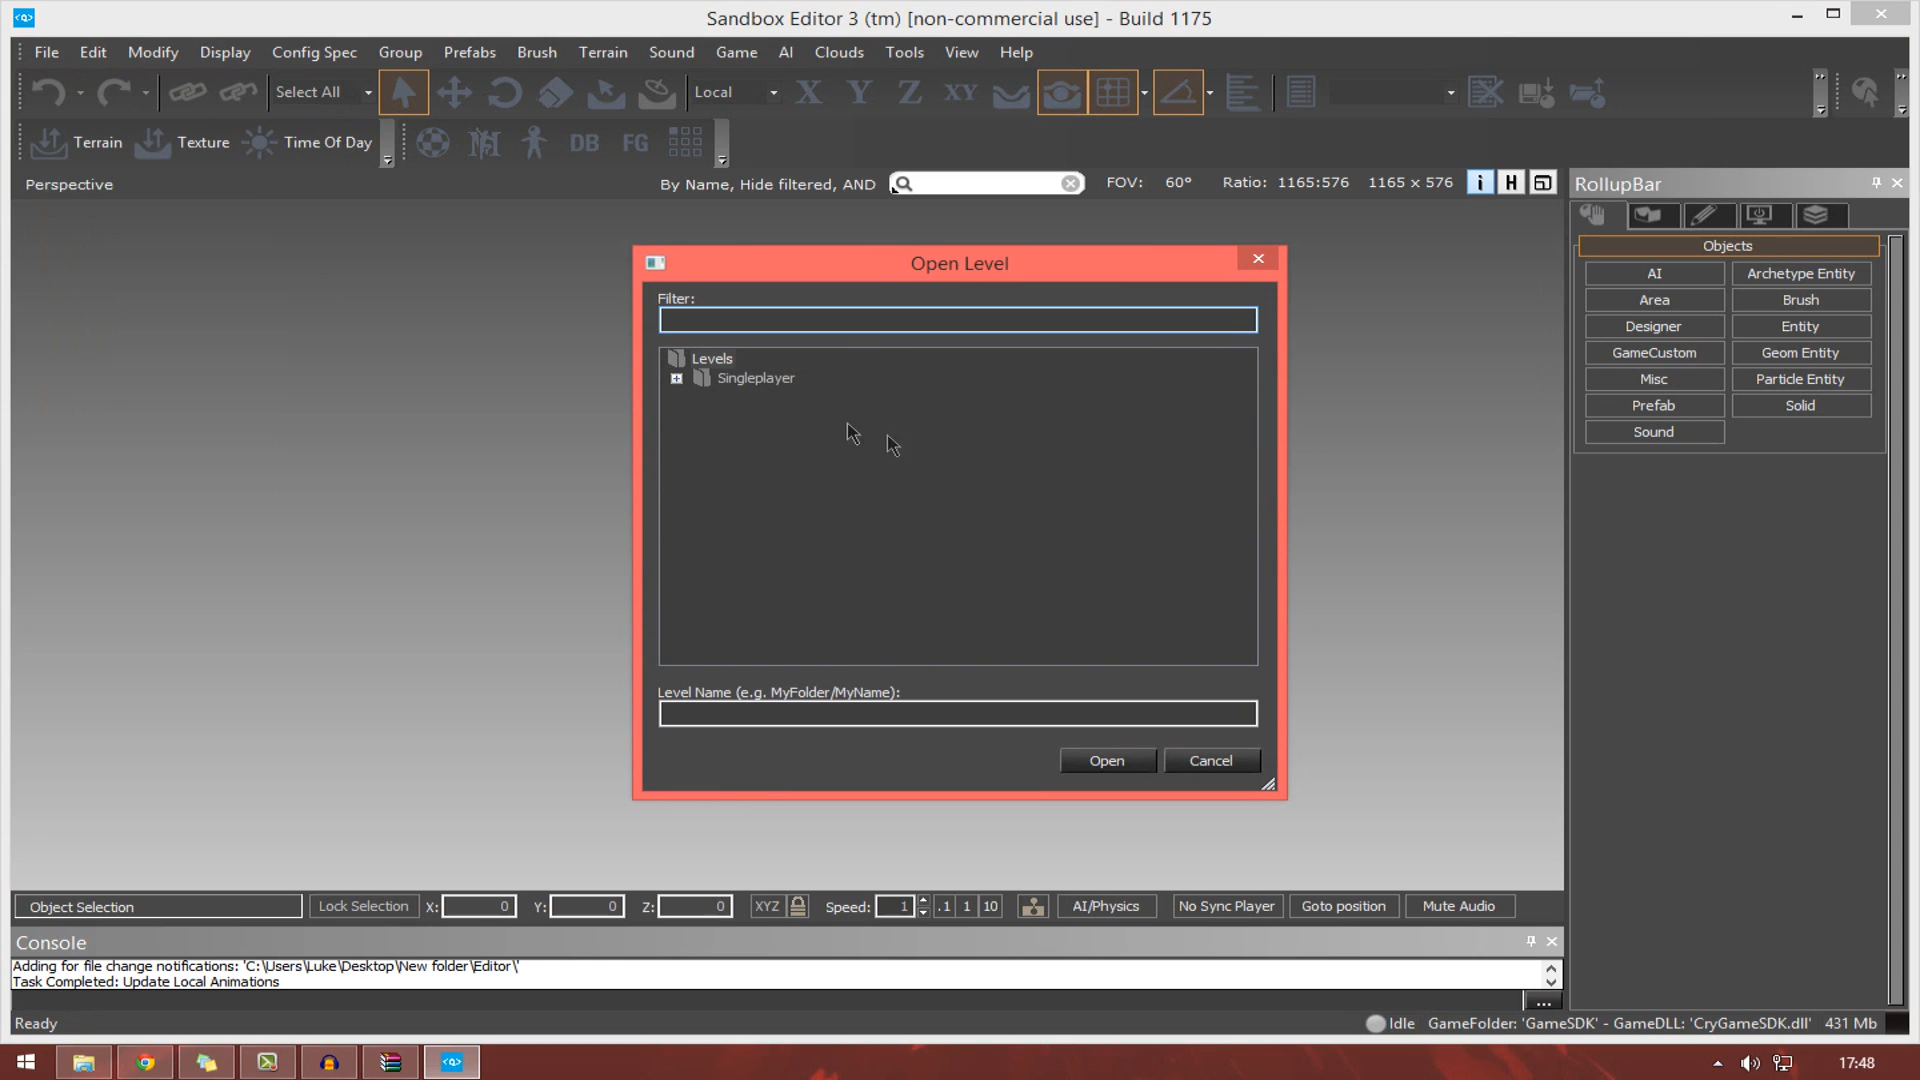 Sandbox Editor 3 (tm) [non-commercial use] - Build 1175
File Edit Modify Display Config Spec Group Prefabs Brush Terrain Sound Game AI Clouds Tools View Help
Select All Local X Y Z XY
Terrain Texture Time Of Day DB FG
Perspective By Name, Hide filtered, AND FOV: 60° Ratio: 1165:576 1165 x 576 i H
RollupBar
Objects
AI Archetype Entity
Area Brush
Designer Entity
GameCustom Geom Entity
Misc Particle Entity
Prefab Solid
Sound
Open Level
Filter:
Levels
Singleplayer
Level Name (e.g. MyFolder/MyName):
Open Cancel
Object Selection Lock Selection X: 0 Y: 0 Z: 0 XYZ Speed: 1 .1 1 10 AI/Physics No Sync Player Goto position Mute Audio
Console
Adding for file change notifications: 'C:\Users\Luke\Desktop\New folder\Editor\'
Task Completed: Update Local Animations
...
Ready Idle GameFolder: 'GameSDK' - GameDLL: 'CryGameSDK.dll' 431 Mb
17:48